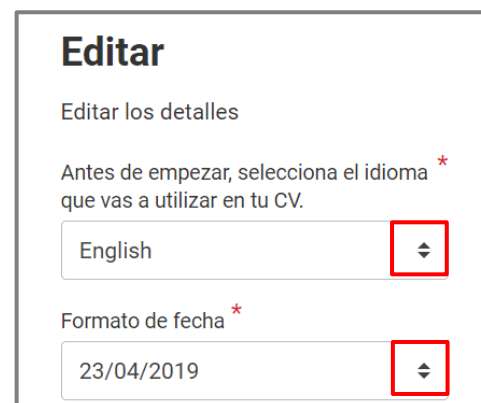 Editar
Editar los detalles
Antes de empezar, selecciona el idioma *
que vas a utilizar en tu CV.
English
Formato de fecha *
23/04/2019